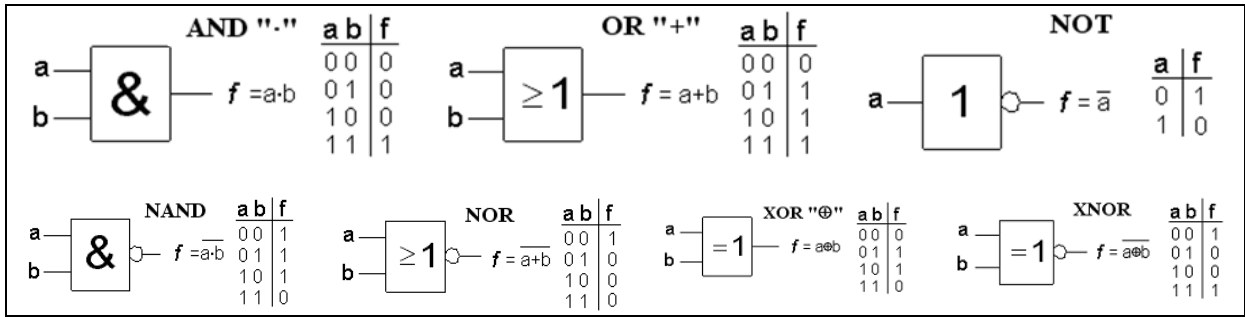 AND "·"
a
b
&
f =a·b
a b f
0 0 0
0 1 0
1 0 0
1 1 1
OR "+"
a
b
≥1
f = a+b
a b f
0 0 0
0 1 1
1 0 1
1 1 1
NOT
a
1
f = a̅
a f
0 1
1 0
NAND
a
b
&
f =a̅·̅b̅
a b f
0 0 1
0 1 1
1 0 1
1 1 0
NOR
a
b
≥1
f = a̅+̅b̅
a b f
0 0 1
0 1 0
1 0 0
1 1 0
XOR "⊕"
a
b
=1
f = a⊕b
a b f
0 0 0
0 1 1
1 0 1
1 1 0
XNOR
a
b
=1
f = a̅⊕̅b̅
a b f
0 0 1
0 1 0
1 0 0
1 1 1